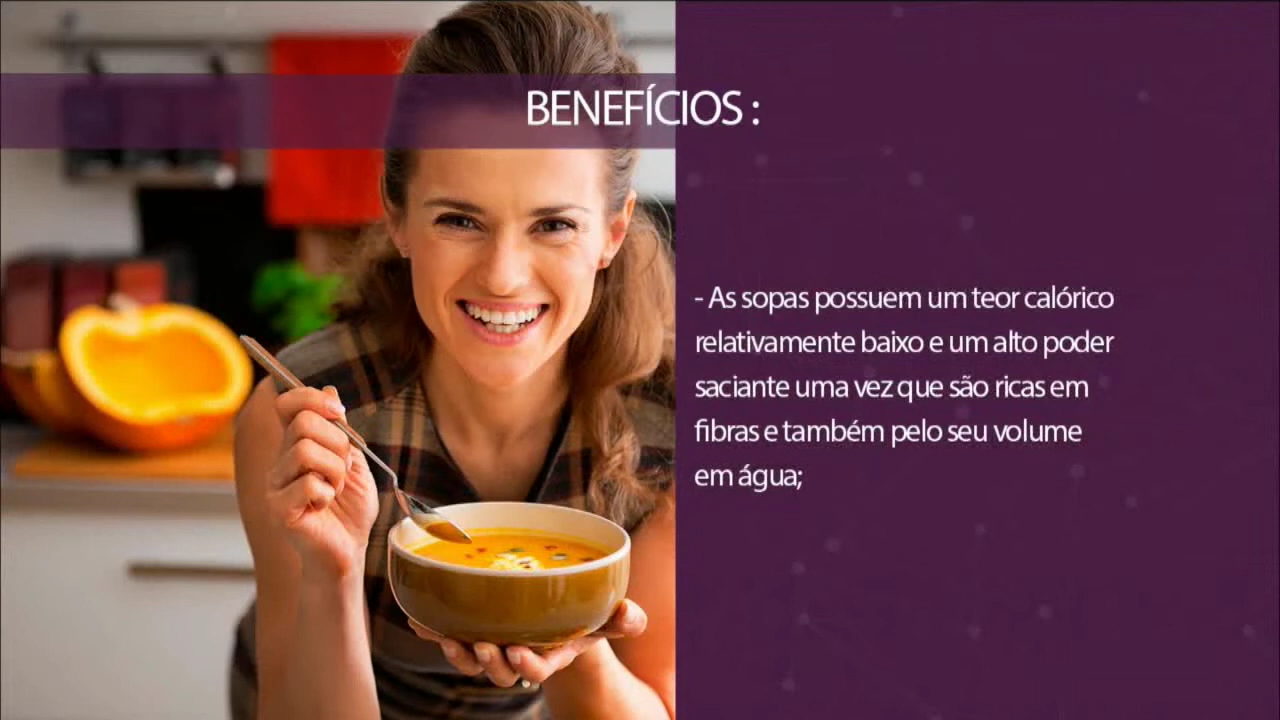 BENEFÍCIOS :
- As sopas possuem um teor calórico
relativamente baixo e um alto poder
saciante uma vez que são ricas em
fibras e também pelo seu volume
em água;